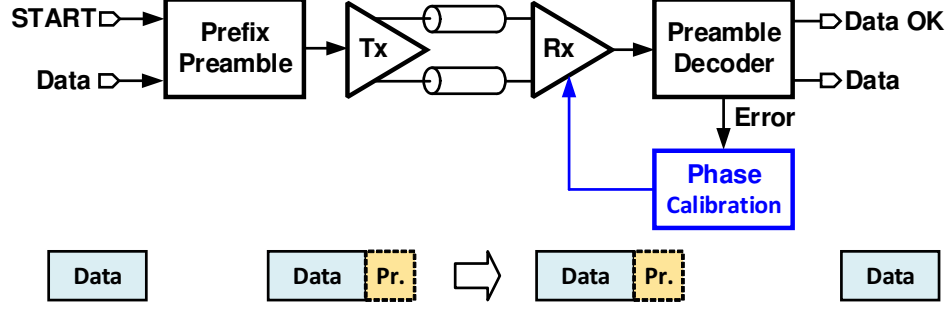 START
Data
Prefix
Preamble
Tx
Rx
Preamble
Decoder
Data OK
Data
Error
Phase
Calibration
Data
Data Pr.
Data Pr.
Data